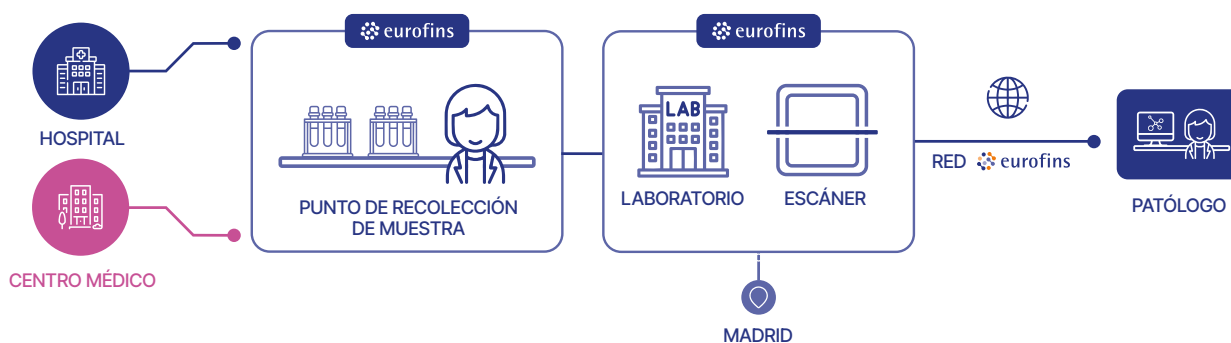 eurofins
eurofins
HOSPITAL
CENTRO MÉDICO
PUNTO DE RECOLECCIÓN
DE MUESTRA
LAB
LABORATORIO
ESCÁNER
MADRID
RED eurofins
PATÓLOGO